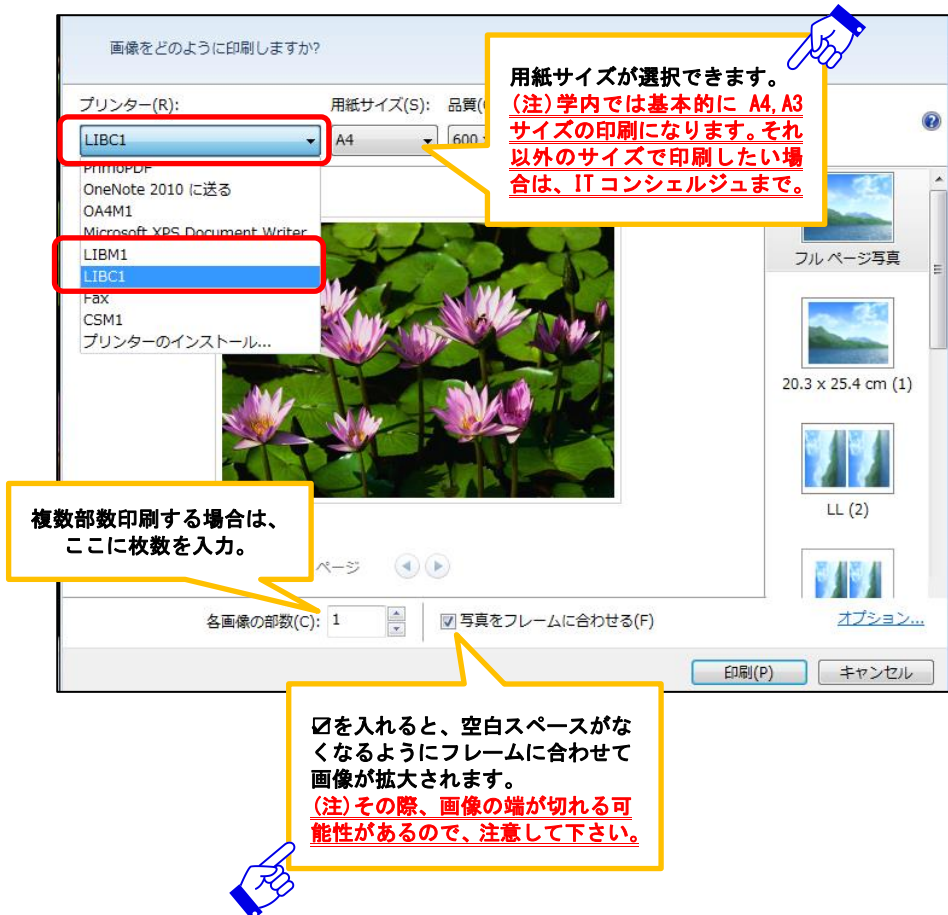 画像をどのように印刷しますか?
用紙サイズが選択できます。
(注)学内では基本的に A4,A3
サイズの印刷になります。それ
以外のサイズで印刷したい場
合は、ITコンシェルジュまで。
プリンター(R):
用紙サイズ(S):
品質(
LIBC1
A4
600
PrimoPDF
OneNote 2010 に送る
OA4M1
Microsoft XPS Document Writer
LIBM1
LIBC1
Fax
CSM1
プリンターのインストール...
フル ページ写真
20.3 x 25.4 cm (1)
LL (2)
複数部数印刷する場合は、
ここに枚数を入力。
ページ
各画像の部数(C): 1
写真をフレームに合わせる(F)
オプション...
印刷(P)
キャンセル
☑を入れると、空白スペースがな
くなるようにフレームに合わせて
画像が拡大されます。
(注)その際、画像の端が切れる可
能性があるので、注意して下さい。